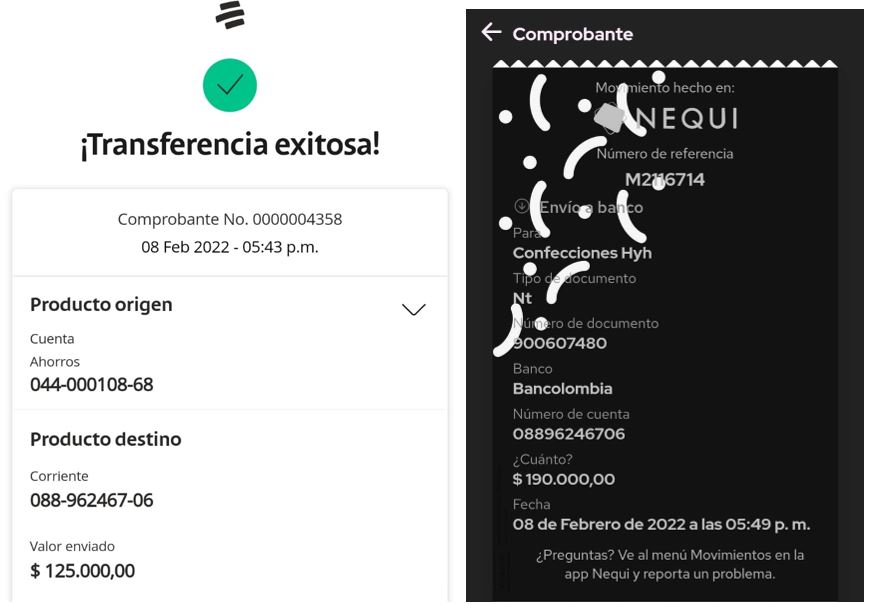 ¡Transferencia exitosa!
Comprobante No. 0000004358
08 Feb 2022 - 05:43 p.m.
Producto origen
Cuenta
Ahorros
044-000108-68
Producto destino
Corriente
088-962467-06
Valor enviado
$ 125.000,00
Comprobante
Movimiento hecho en:
NEQUI
Número de referencia
M2116714
Envío a banco
Para
Confecciones Hyh
Tipo de documento
Nt
Número de documento
900607480
Banco
Bancolombia
Número de cuenta
08896246706
¿Cuánto?
$ 190.000,00
Fecha
08 de Febrero de 2022 a las 05:49 p. m.
¿Preguntas? Ve al menú Movimientos en la
app Nequi y reporta un problema.